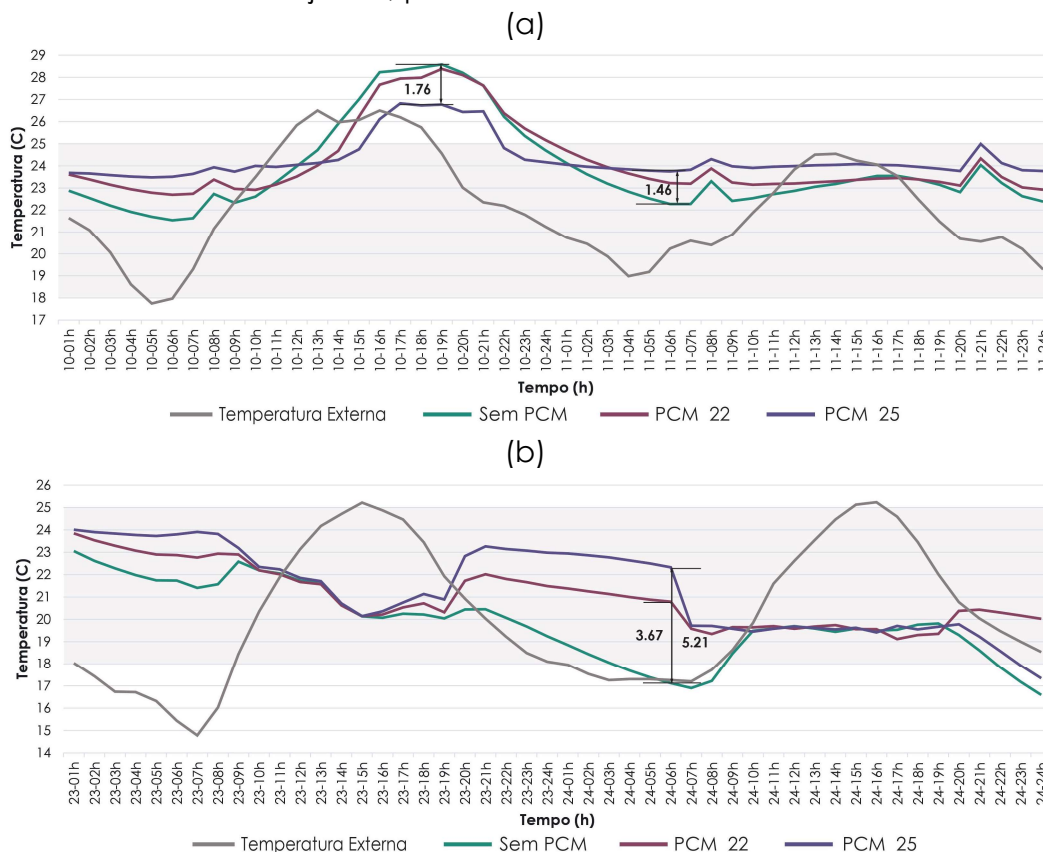 (a)
Temperatura (C)
29
28
27
26
25
24
23
22
21
20
19
18
17
1.76
1.46
10-01h 10-02h 10-03h 10-04h 10-05h 10-06h 10-07h 10-08h 10-09h 10-10h 10-11h 10-12h 10-13h 10-14h 10-15h 10-16h 10-17h 10-18h 10-19h 10-20h 10-21h 10-22h 10-23h 10-24h 11-01h 11-02h 11-03h 11-04h 11-05h 11-06h 11-07h 11-08h 11-09h 11-10h 11-11h 11-12h 11-13h 11-14h 11-15h 11-16h 11-17h 11-18h 11-19h 11-20h 11-21h 11-22h 11-23h 11-24h
Tempo (h)
Temperatura Externa Sem PCM PCM 22 PCM 25
(b)
Temperatura (C)
26
25
24
23
22
21
20
19
18
17
16
15
14
3.67 5.21
23-01h 23-02h 23-03h 23-04h 23-05h 23-06h 23-07h 23-08h 23-09h 23-10h 23-11h 23-12h 23-13h 23-14h 23-15h 23-16h 23-17h 23-18h 23-19h 23-20h 23-21h 23-22h 23-23h 23-24h 24-01h 24-02h 24-03h 24-04h 24-05h 24-06h 24-07h 24-08h 24-09h 24-10h 24-11h 24-12h 24-13h 24-14h 24-15h 24-16h 24-17h 24-18h 24-19h 24-20h 24-21h 24-22h 24-23h 24-24h
Tempo (h)
Temperatura Externa Sem PCM PCM 22 PCM 25